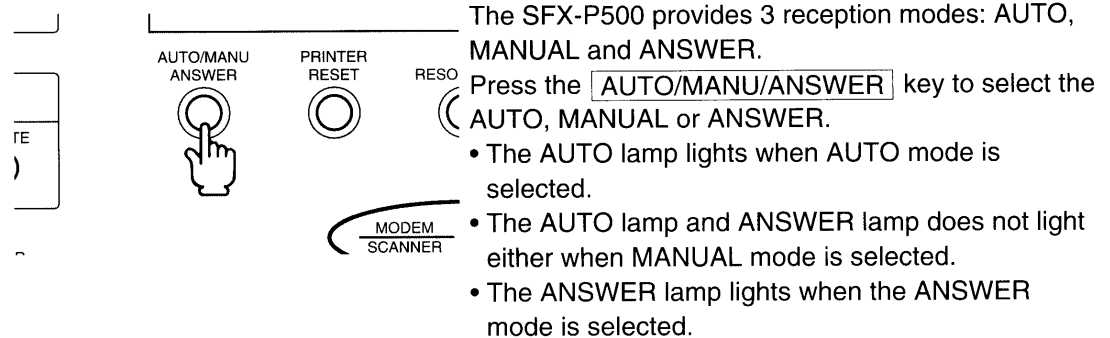 AUTO/MANU
ANSWER
PRINTER
RESET
RESO
TE
MODEM
SCANNER
The SFX-P500 provides 3 reception modes: AUTO,
MANUAL and ANSWER.
Press the AUTO/MANU/ANSWER key to select the
AUTO, MANUAL or ANSWER.
• The AUTO lamp lights when AUTO mode is
selected.
• The AUTO lamp and ANSWER lamp does not light
either when MANUAL mode is selected.
• The ANSWER lamp lights when the ANSWER
mode is selected.